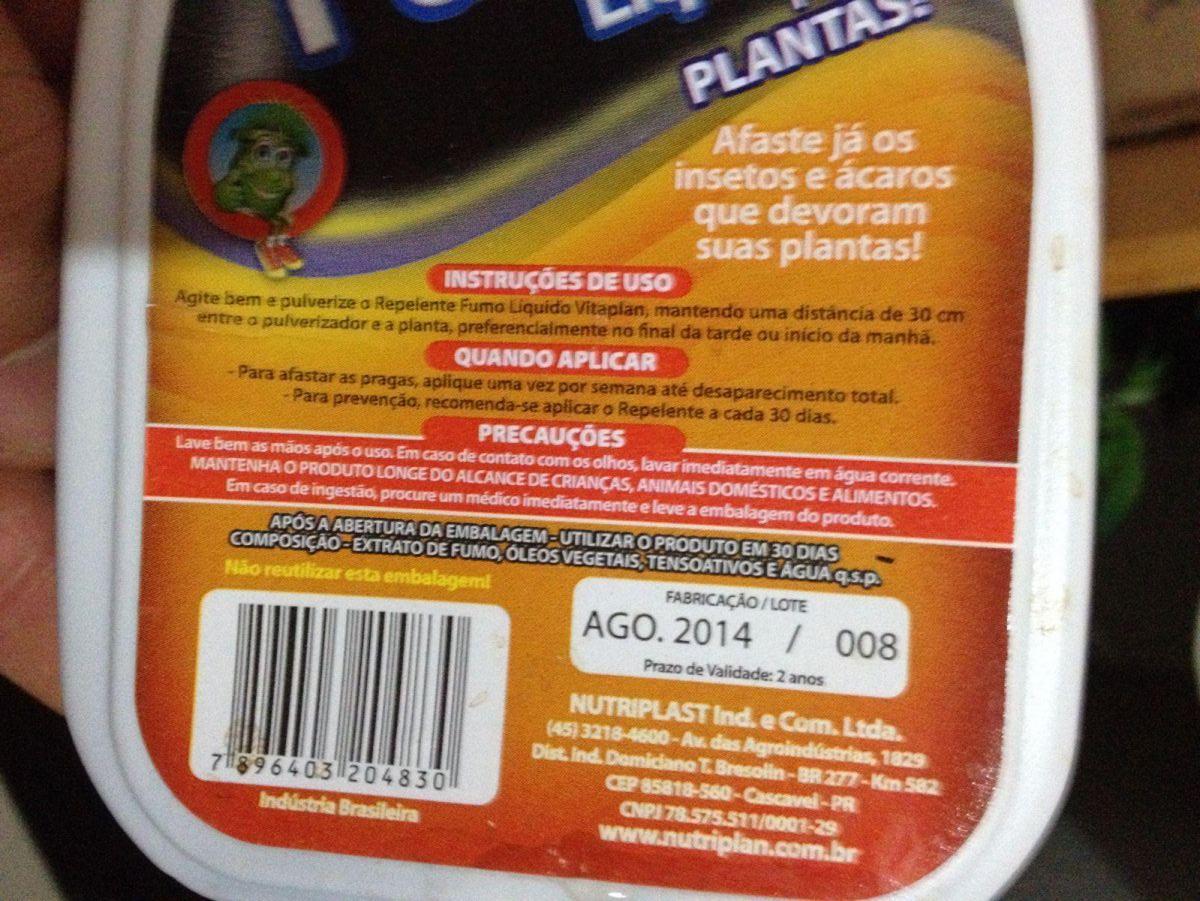 PLANTAS!
Afaste já os
insetos e ácaros
que devoram
suas plantas!
INSTRUÇÕES DE USO
Agite bem e pulverize o Repelente Fumo Líquido Vitaplan, mantendo uma distância de 30 cm
entre o pulverizador e a planta, preferencialmente no final da tarde ou início da manhã.
QUANDO APLICAR
- Para afastar as pragas, aplique uma vez por semana até desaparecimento total.
- Para prevenção, recomenda-se aplicar o Repelente a cada 30 dias.
PRECAUÇÕES
Lave bem as mãos após o uso. Em caso de contato com os olhos, lavar imediatamente em água corrente.
MANTENHA O PRODUTO LONGE DO ALCANCE DE CRIANÇAS, ANIMAIS DOMÉSTICOS E ALIMENTOS.
Em caso de ingestão, procure um médico imediatamente e leve a embalagem do produto.
APÓS A ABERTURA DA EMBALAGEM - UTILIZAR O PRODUTO EM 30 DIAS
COMPOSIÇÃO - EXTRATO DE FUMO, ÓLEOS VEGETAIS, TENSOATIVOS E ÁGUA q.s.p.
Não reutilizar esta embalagem!
FABRICAÇÃO / LOTE
AGO. 2014 / 008
Prazo de Validade: 2 anos
7 896403 204830
Indústria Brasileira
NUTRIPLAST Ind. e Com. Ltda.
(45) 3218-4600 - Av. das Agroindústrias, 1829
Dist. Ind. Domiciano T. Bresolin - BR 277 - Km 582
CEP 85818-560 - Cascavel - PR
CNPJ 78.575.511/0001-29
www.nutriplan.com.br